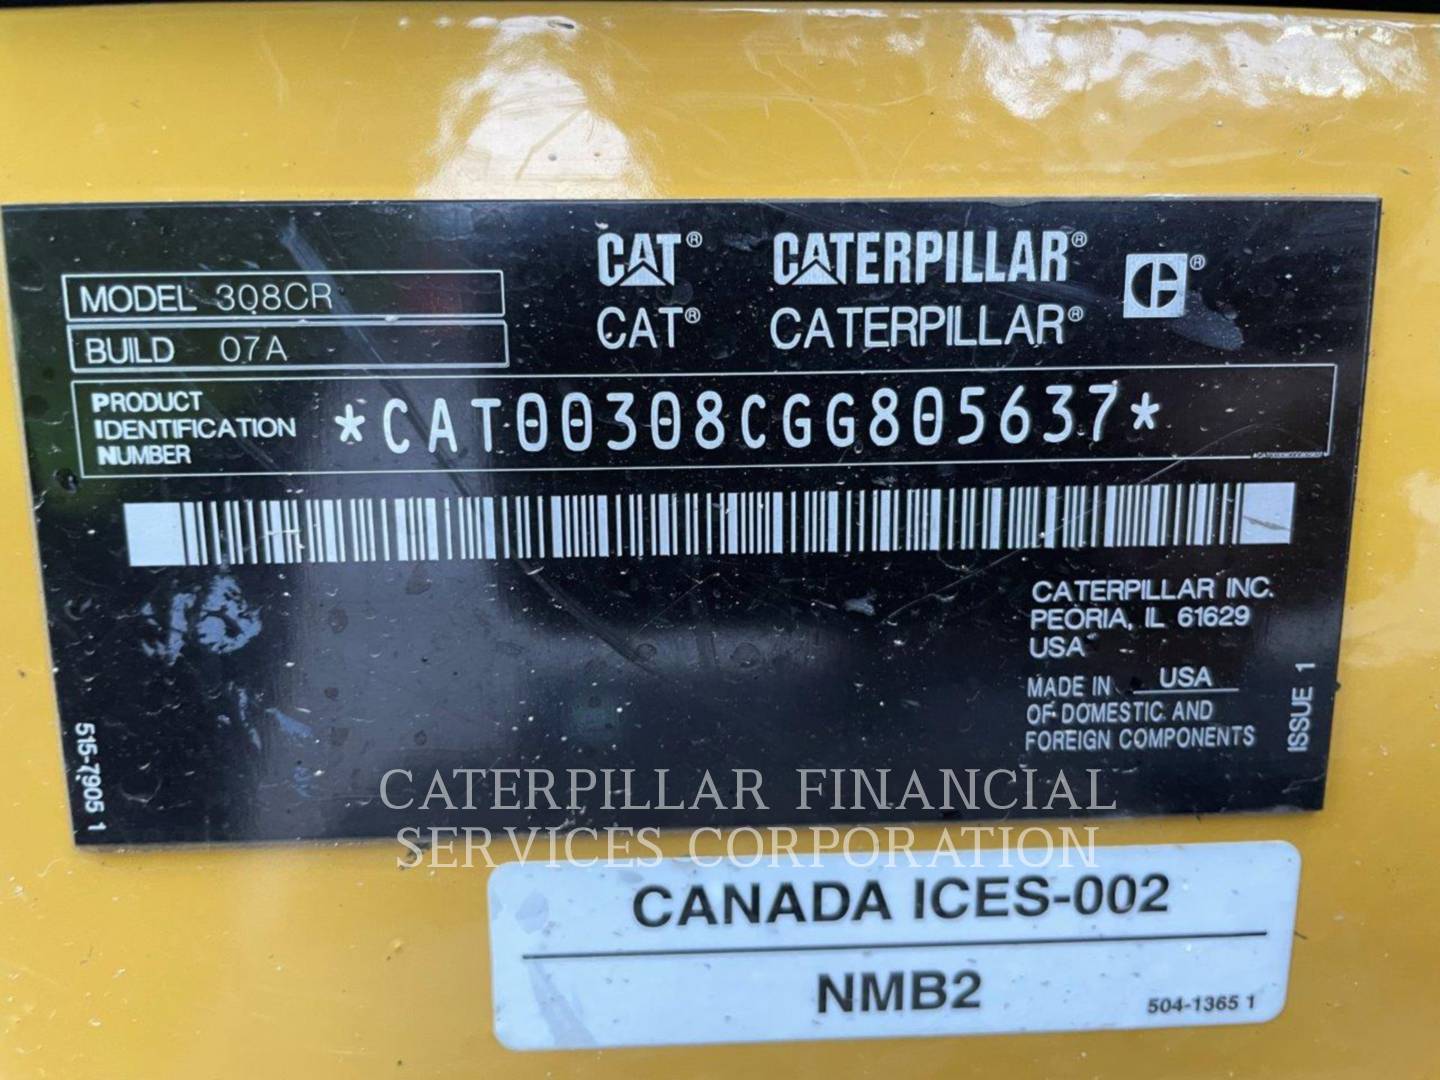 CAT® CATERPILLAR® C®
CAT® CATERPILLAR®
MODEL 308CR
BUILD 07A
PRODUCT
IDENTIFICATION
NUMBER
*CAT00308CGG805637*
*CAT00308CGG805637*
CATERPILLAR INC.
PEORIA, IL 61629
USA
MADE IN USA
OF DOMESTIC AND
FOREIGN COMPONENTS
ISSUE 1
515-7905 1
CATERPILLAR FINANCIAL
SERVICES CORPORATION
CANADA ICES-002
NMB2
504-1365 1